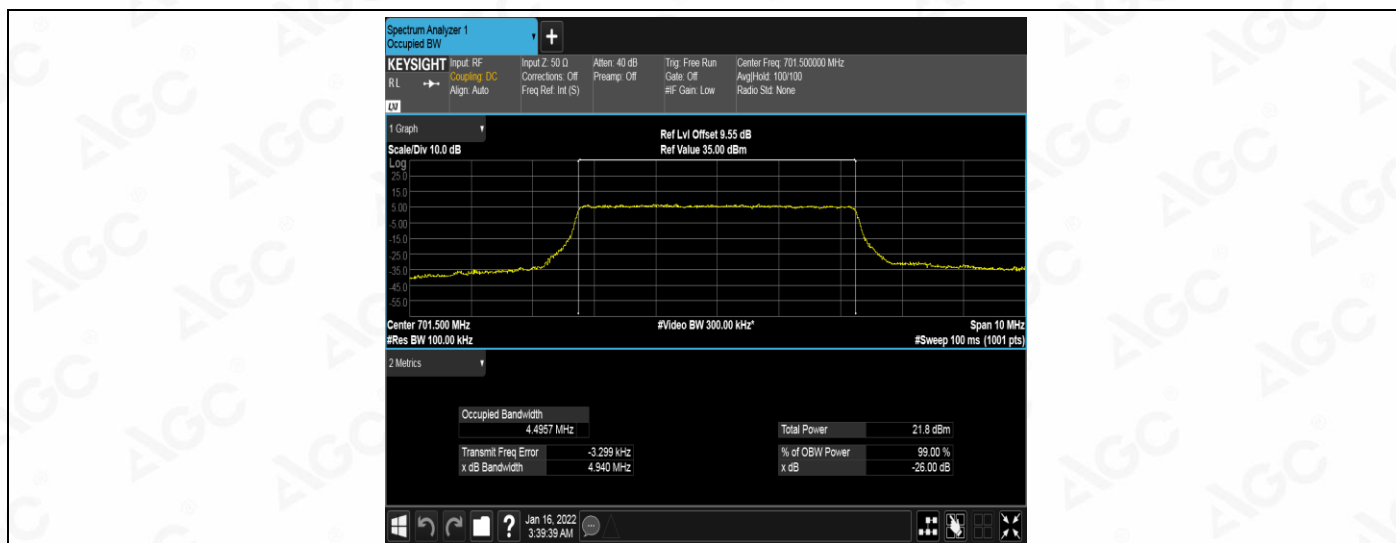 Spectrum Analyzer 1
Occupied BW
+
KEYSIGHT
RL
LXI
Input: RF
Coupling: DC
Align: Auto
Input Z: 50 Ω
Corrections: Off
Freq Ref: Int (S)
Atten: 40 dB
Preamp: Off
Trig: Free Run
Gate: Off
#IF Gain: Low
Center Freq: 701.500000 MHz
Avg|Hold: 100/100
Radio Std: None
1 Graph
Scale/Div 10.0 dB
Ref Lvl Offset 9.55 dB
Ref Value 35.00 dBm
Log
25.0
15.0
5.00
-5.00
-15.0
-25.0
-35.0
-45.0
-55.0
Center 701.500 MHz
#Res BW 100.00 kHz
#Video BW 300.00 kHz*
Span 10 MHz
#Sweep 100 ms (1001 pts)
2 Metrics
Occupied Bandwidth
4.4957 MHz
Total Power 21.8 dBm
Transmit Freq Error -3.299 kHz
% of OBW Power 99.00 %
x dB Bandwidth 4.940 MHz
x dB -26.00 dB
?
Jan 16, 2022
3:39:39 AM
AGC